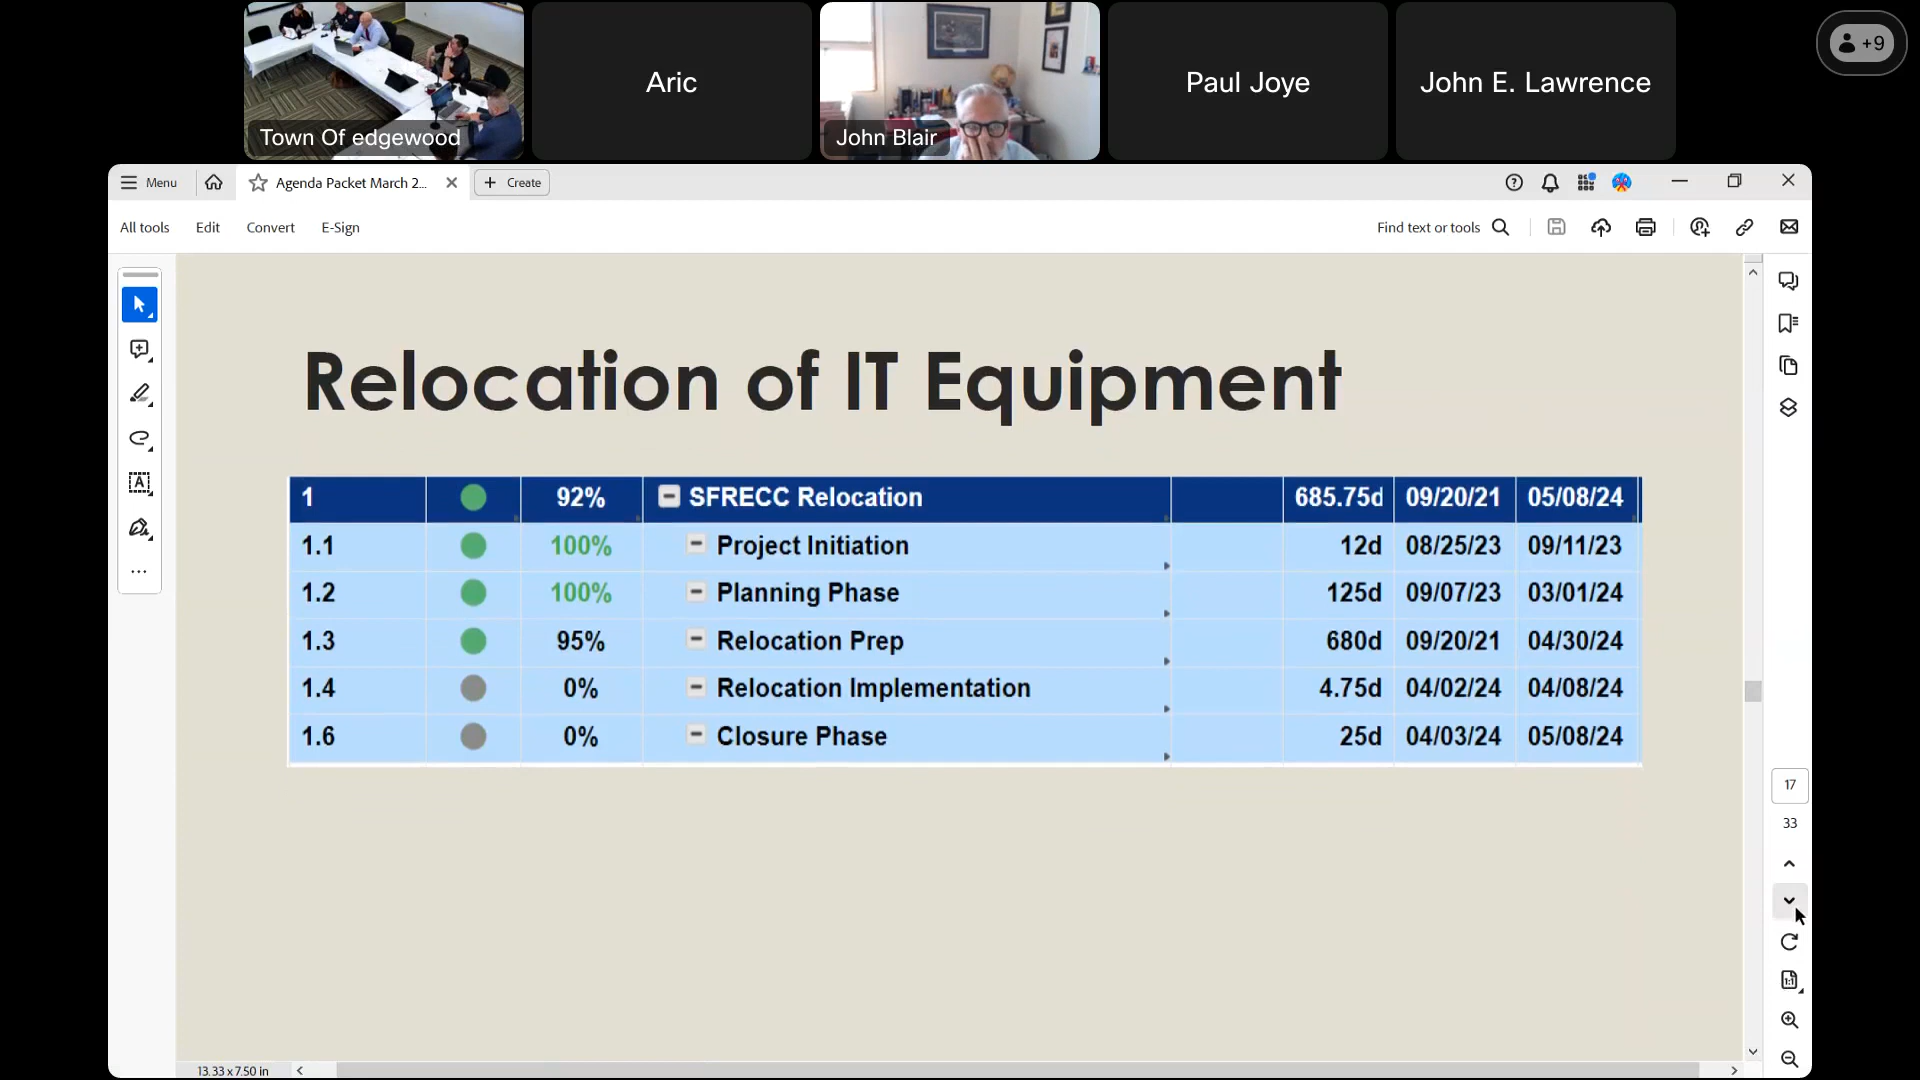 Town Of edgewood
Aric
John Blair
Paul Joye
John E. Lawrence
+9
Menu
Agenda Packet March 2...
Create
All tools
Edit
Convert
E-Sign
Find text or tools
Relocation of IT Equipment
1 92% SFRECC Relocation 685.75d 09/20/21 05/08/24
1.1 100% Project Initiation 12d 08/25/23 09/11/23
1.2 100% Planning Phase 125d 09/07/23 03/01/24
1.3 95% Relocation Prep 680d 09/20/21 04/30/24
1.4 0% Relocation Implementation 4.75d 04/02/24 04/08/24
1.6 0% Closure Phase 25d 04/03/24 05/08/24
17
33
13.33 x 7.50 in